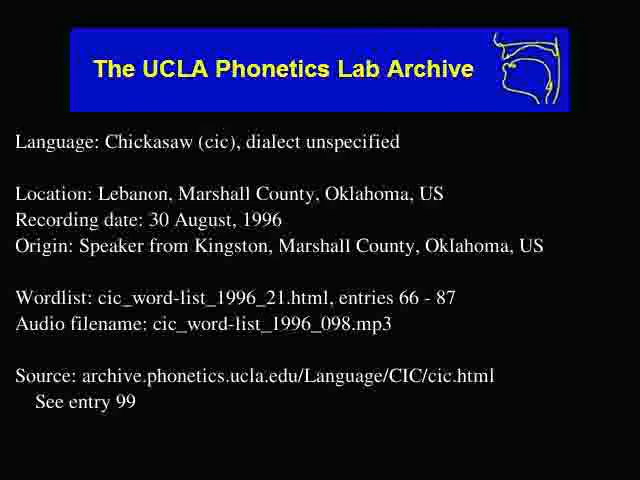 The UCLA Phonetics Lab Archive
Language: Chickasaw (cic), dialect unspecified
Location: Lebanon, Marshall County, Oklahoma, US
Recording date: 30 August, 1996
Origin: Speaker from Kingston, Marshall County, Oklahoma, US
Wordlist: cic_word-list_1996_21.html, entries 66 - 87
Audio filename: cic_word-list_1996_098.mp3
Source: archive.phonetics.ucla.edu/Language/CIC/cic.html
See entry 99